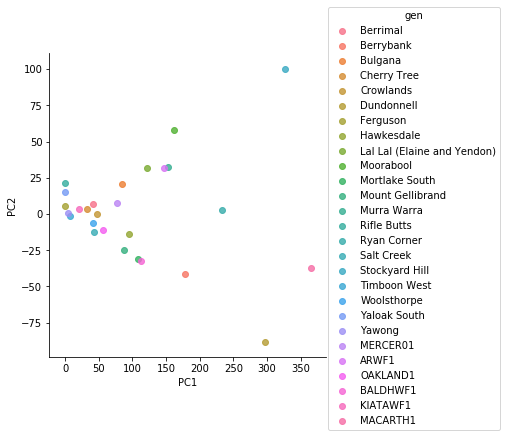 gen
Berrimal
Berrybank
Bulgana
Cherry Tree
Crowlands
Dundonnell
Ferguson
Hawkesdale
Lal Lal (Elaine and Yendon)
Moorabool
Mortlake South
Mount Gellibrand
Murra Warra
Rifle Butts
Ryan Corner
Salt Creek
Stockyard Hill
Timboon West
Woolsthorpe
Yaloak South
Yawong
MERCER01
ARWF1
OAKLAND1
BALDHWF1
KIATAWF1
MACARTH1
PC2
100
75
50
25
0
−25
−50
−75
0 50 100 150 200 250 300 350
PC1